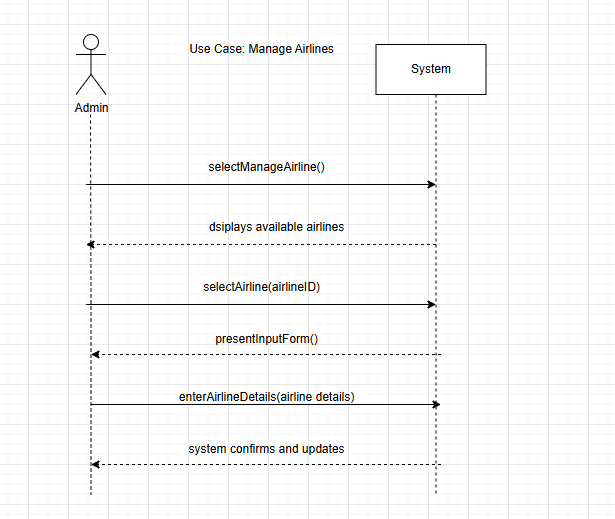 Use Case: Manage Airlines
System
Admin
selectManageAirline()
dsiplays available airlines
selectAirline(airlineID)
presentInputForm()
enterAirlineDetails(airline details)
system confirms and updates